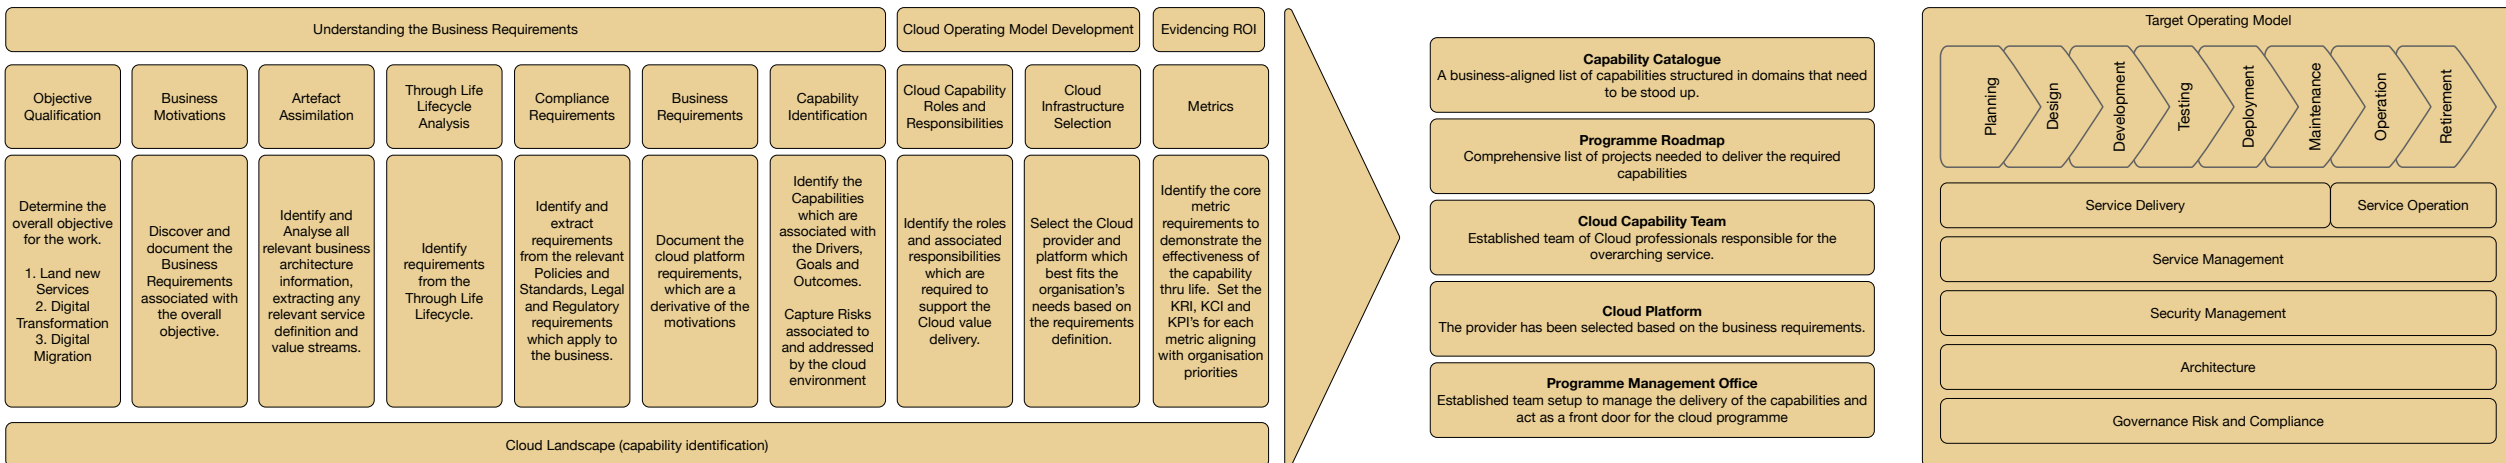 Understanding the Business Requirements
Cloud Operating Model Development
Evidencing ROI
Objective
Qualification
Business
Motivations
Artefact
Assimilation
Through Life
Lifecycle
Analysis
Compliance
Requirements
Business
Requirements
Capability
Identification
Cloud Capability
Roles and
Responsibilities
Cloud
Infrastructure
Selection
Metrics
Determine the
overall objective
for the work.
1. Land new
Services
2. Digital
Transformation
3. Digital
Migration
Discover and
document the
Business
Requirements
associated with
the overall
objective.
Identify and
Analyse all
relevant business
architecture
information,
extracting any
relevant service
definition and
value streams.
Identify
requirements
from the
Through Life
Lifecycle.
Identify and
extract
requirements
from the relevant
Policies and
Standards, Legal
and Regulatory
requirements
which apply to
the business.
Document the
cloud platform
requirements,
which are a
derivative of the
motivations
Identify the
Capabilities
which are
associated with
the Drivers,
Goals and
Outcomes.
Capture Risks
associated to
and addressed
by the cloud
environment
Identify the roles
and associated
responsibilities
which are
required to
support the
Cloud value
delivery.
Select the Cloud
provider and
platform which
best fits the
organisation's
needs based on
the requirements
definition.
Identify the core
metric
requirements to
demonstrate the
effectiveness of
the capability
thru life. Set the
KRI, KCI and
KPI's for each
metric aligning
with organisation
priorities
Cloud Landscape (capability identification)
Capability Catalogue
A business-aligned list of capabilities structured in domains that need
to be stood up.
Programme Roadmap
Comprehensive list of projects needed to deliver the required
capabilities
Cloud Capability Team
Established team of Cloud professionals responsible for the
overarching service.
Cloud Platform
The provider has been selected based on the business requirements.
Programme Management Office
Established team setup to manage the delivery of the capabilities and
act as a front door for the cloud programme
Target Operating Model
Planning
Design
Development
Testing
Deployment
Maintenance
Operation
Retirement
Service Delivery
Service Operation
Service Management
Security Management
Architecture
Governance Risk and Compliance